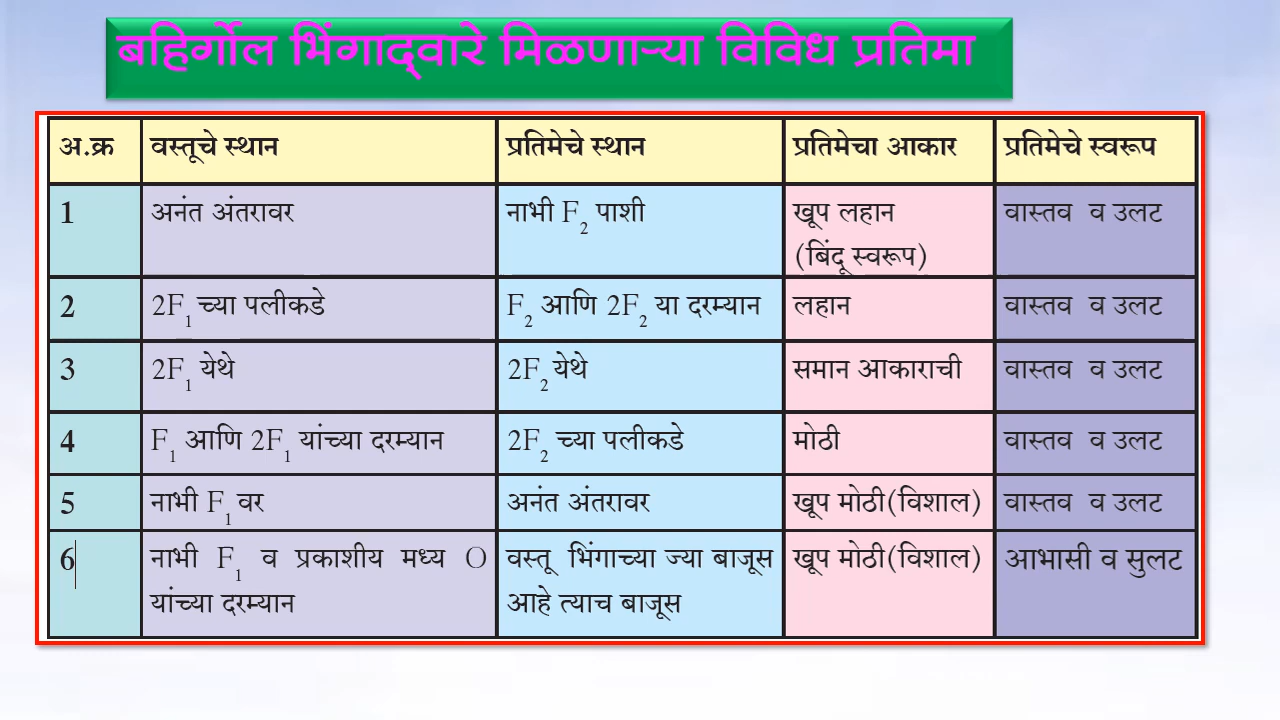 बहिर्गोल भिंगाद्‌वारे मिळणाऱ्या विविध प्रतिमा
अ.क्र वस्तूचे स्थान प्रतिमेचे स्थान प्रतिमेचा आकार प्रतिमेचे स्वरूप
1 अनंत अंतरावर नाभी F₂ पाशी खूप लहान वास्तव व उलट
(बिंदू स्वरूप)
2 2F₁ च्या पलीकडे F₂ आणि 2F₂ या दरम्यान लहान वास्तव व उलट
3 2F₁ येथे 2F₂ येथे समान आकाराची वास्तव व उलट
4 F₁ आणि 2F₁ यांच्या दरम्यान 2F₂ च्या पलीकडे मोठी वास्तव व उलट
5 नाभी F₁ वर अनंत अंतरावर खूप मोठी(विशाल) वास्तव व उलट
6 नाभी F₁ व प्रकाशीय मध्य O वस्तू भिंगाच्या ज्या बाजूस खूप मोठी(विशाल) आभासी व सुलट
यांच्या दरम्यान आहे त्याच बाजूस